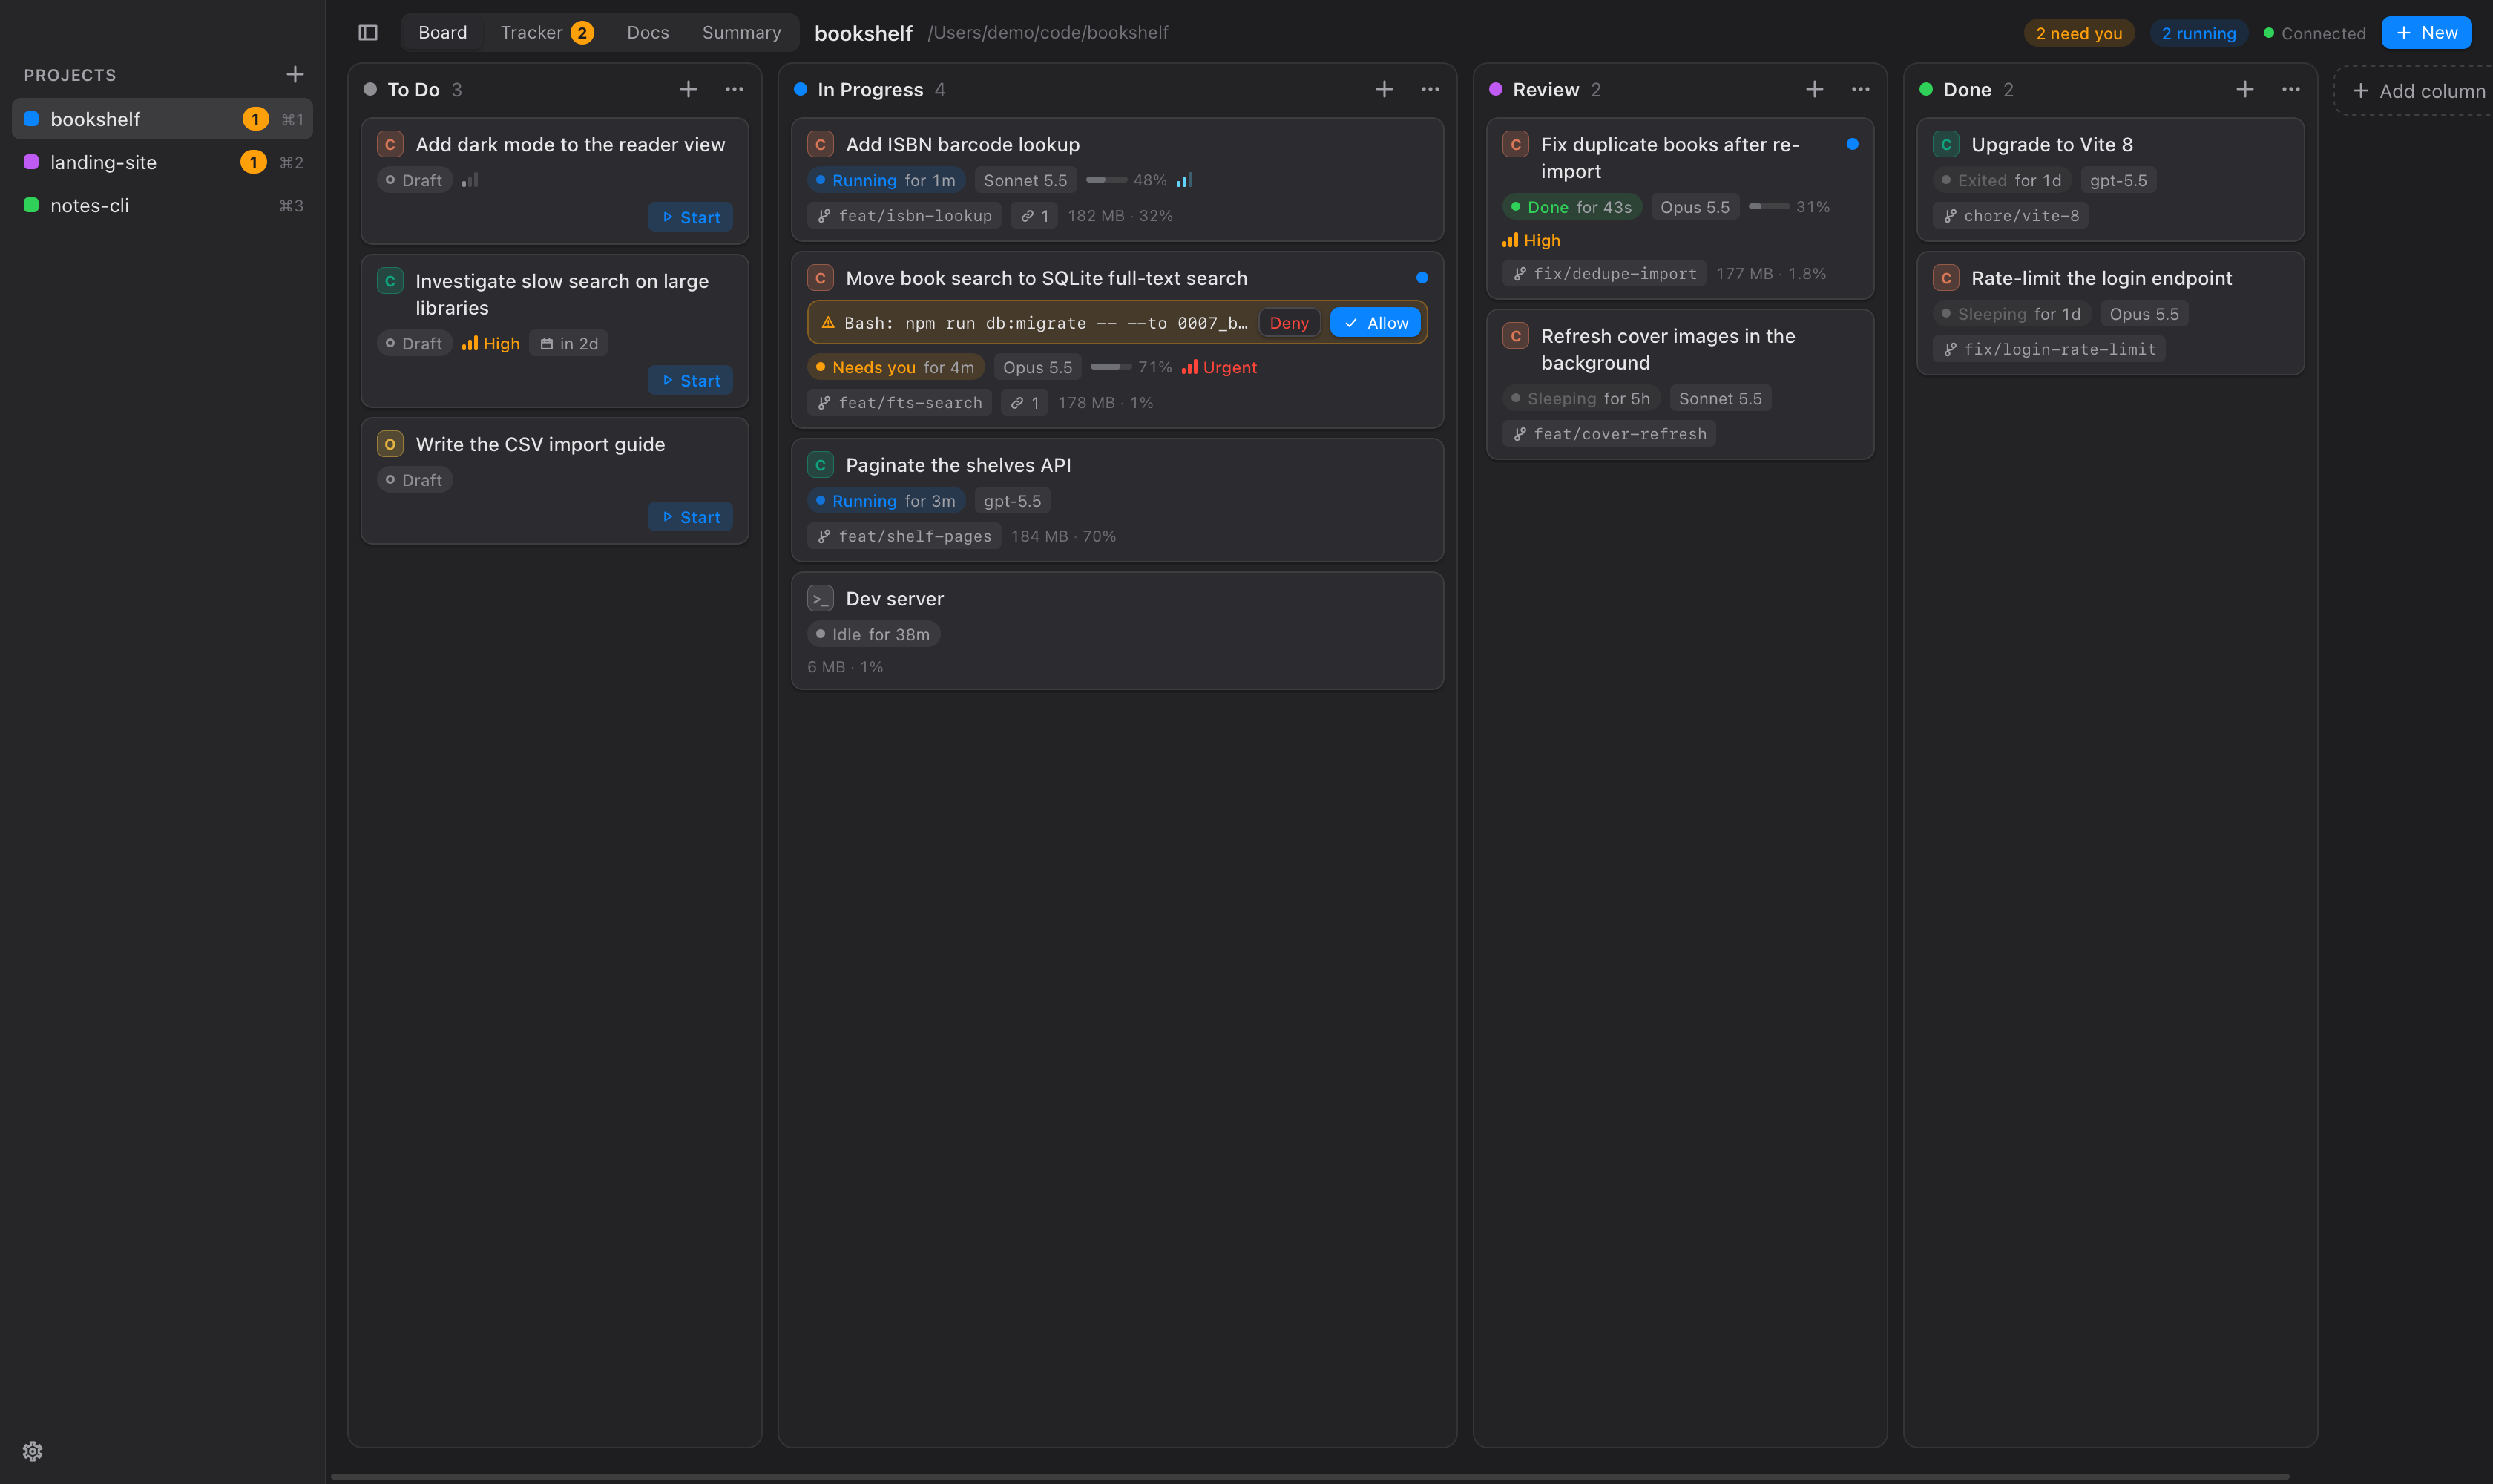 PROJECTS
bookshelf 1 ⌘1
landing-site 1 ⌘2
notes-cli ⌘3
Board Tracker 2 Docs Summary bookshelf /Users/demo/code/bookshelf 2 need you 2 running Connected + New
To Do 3
C Add dark mode to the reader view
Draft
Start
C Investigate slow search on large
libraries
Draft High in 2d
Start
O Write the CSV import guide
Draft
Start
In Progress 4
C Add ISBN barcode lookup
Running for 1m Sonnet 5.5 48%
feat/isbn-lookup 1 182 MB · 32%
C Move book search to SQLite full-text search
Bash: npm run db:migrate -- --to 0007_b… Deny Allow
Needs you for 4m Opus 5.5 71% Urgent
feat/fts-search 1 178 MB · 1%
C Paginate the shelves API
Running for 3m gpt-5.5
feat/shelf-pages 184 MB · 70%
>_ Dev server
Idle for 38m
6 MB · 1%
Review 2
C Fix duplicate books after re-
import
Done for 43s Opus 5.5 31%
High
fix/dedupe-import 177 MB · 1.8%
C Refresh cover images in the
background
Sleeping for 5h Sonnet 5.5
feat/cover-refresh
Done 2
C Upgrade to Vite 8
Exited for 1d gpt-5.5
chore/vite-8
C Rate-limit the login endpoint
Sleeping for 1d Opus 5.5
fix/login-rate-limit
+ Add column